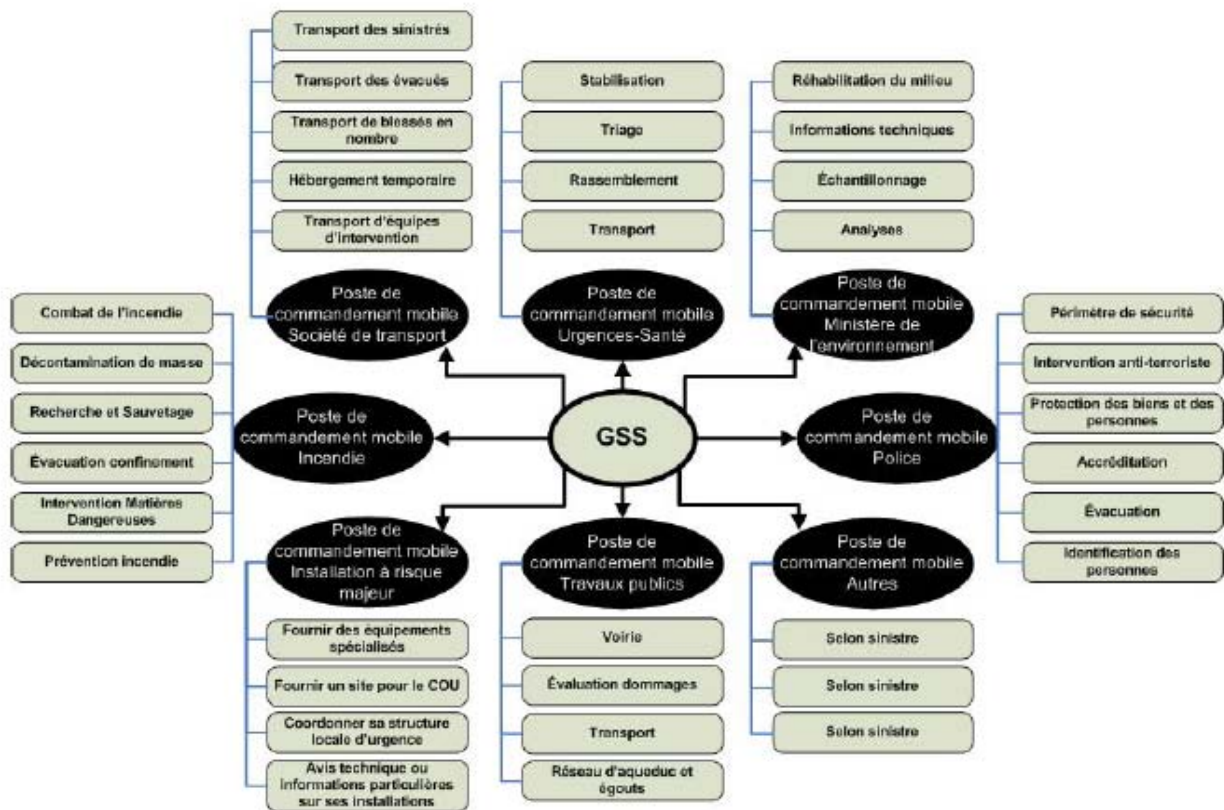 Transport des sinistrés
Transport des évacués
Transport de blessés en
nombre
Hébergement temporaire
Transport d'équipes
d'intervention
Poste de
commandement mobile
Société de transport
Stabilisation
Triage
Rassemblement
Transport
Poste de
commandement mobile
Urgences-Santé
Réhabilitation du milieu
Informations techniques
Échantillonnage
Analyses
Poste de
commandement mobile
Ministère de
l'environnement
Combat de l'incendie
Décontamination de masse
Recherche et Sauvetage
Évacuation confinement
Intervention Matières
Dangereuses
Prévention incendie
Poste de
commandement mobile
Incendie
GSS
Poste de
commandement mobile
Police
Périmètre de sécurité
Intervention anti-terroriste
Protection des biens et des
personnes
Accréditation
Évacuation
Identification des
personnes
Poste de
commandement mobile
Installation à risque
majeur
Fournir des équipements
spécialisés
Fournir un site pour le COU
Coordonner sa structure
locale d'urgence
Avis technique ou
informations particulières
sur ses installations
Poste de
commandement mobile
Travaux publics
Voirie
Évaluation dommages
Transport
Réseau d'aqueduc et
égouts
Poste de
commandement mobile
Autres
Selon sinistre
Selon sinistre
Selon sinistre